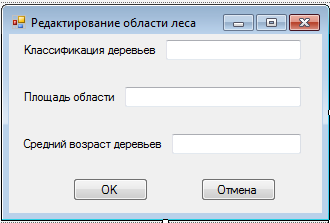 Редактирование области леса
Классификация деревьев
Площадь области
Средний возраст деревьев
OK
Отмена